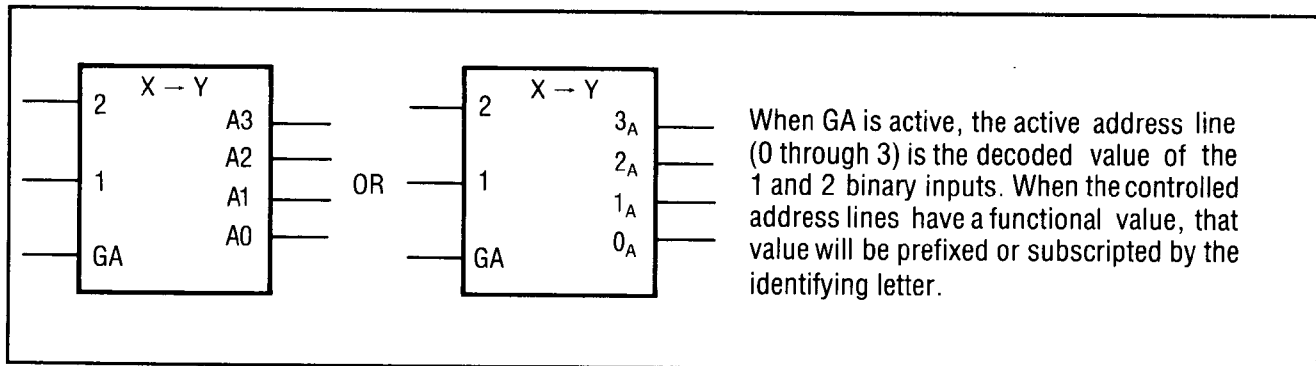 X → Y
2
1
GA
A3
A2
A1
A0
OR
X → Y
2
1
GA
3A
2A
1A
0A
When GA is active, the active address line
(0 through 3) is the decoded value of the
1 and 2 binary inputs. When the controlled
address lines have a functional value, that
value will be prefixed or subscripted by the
identifying letter.